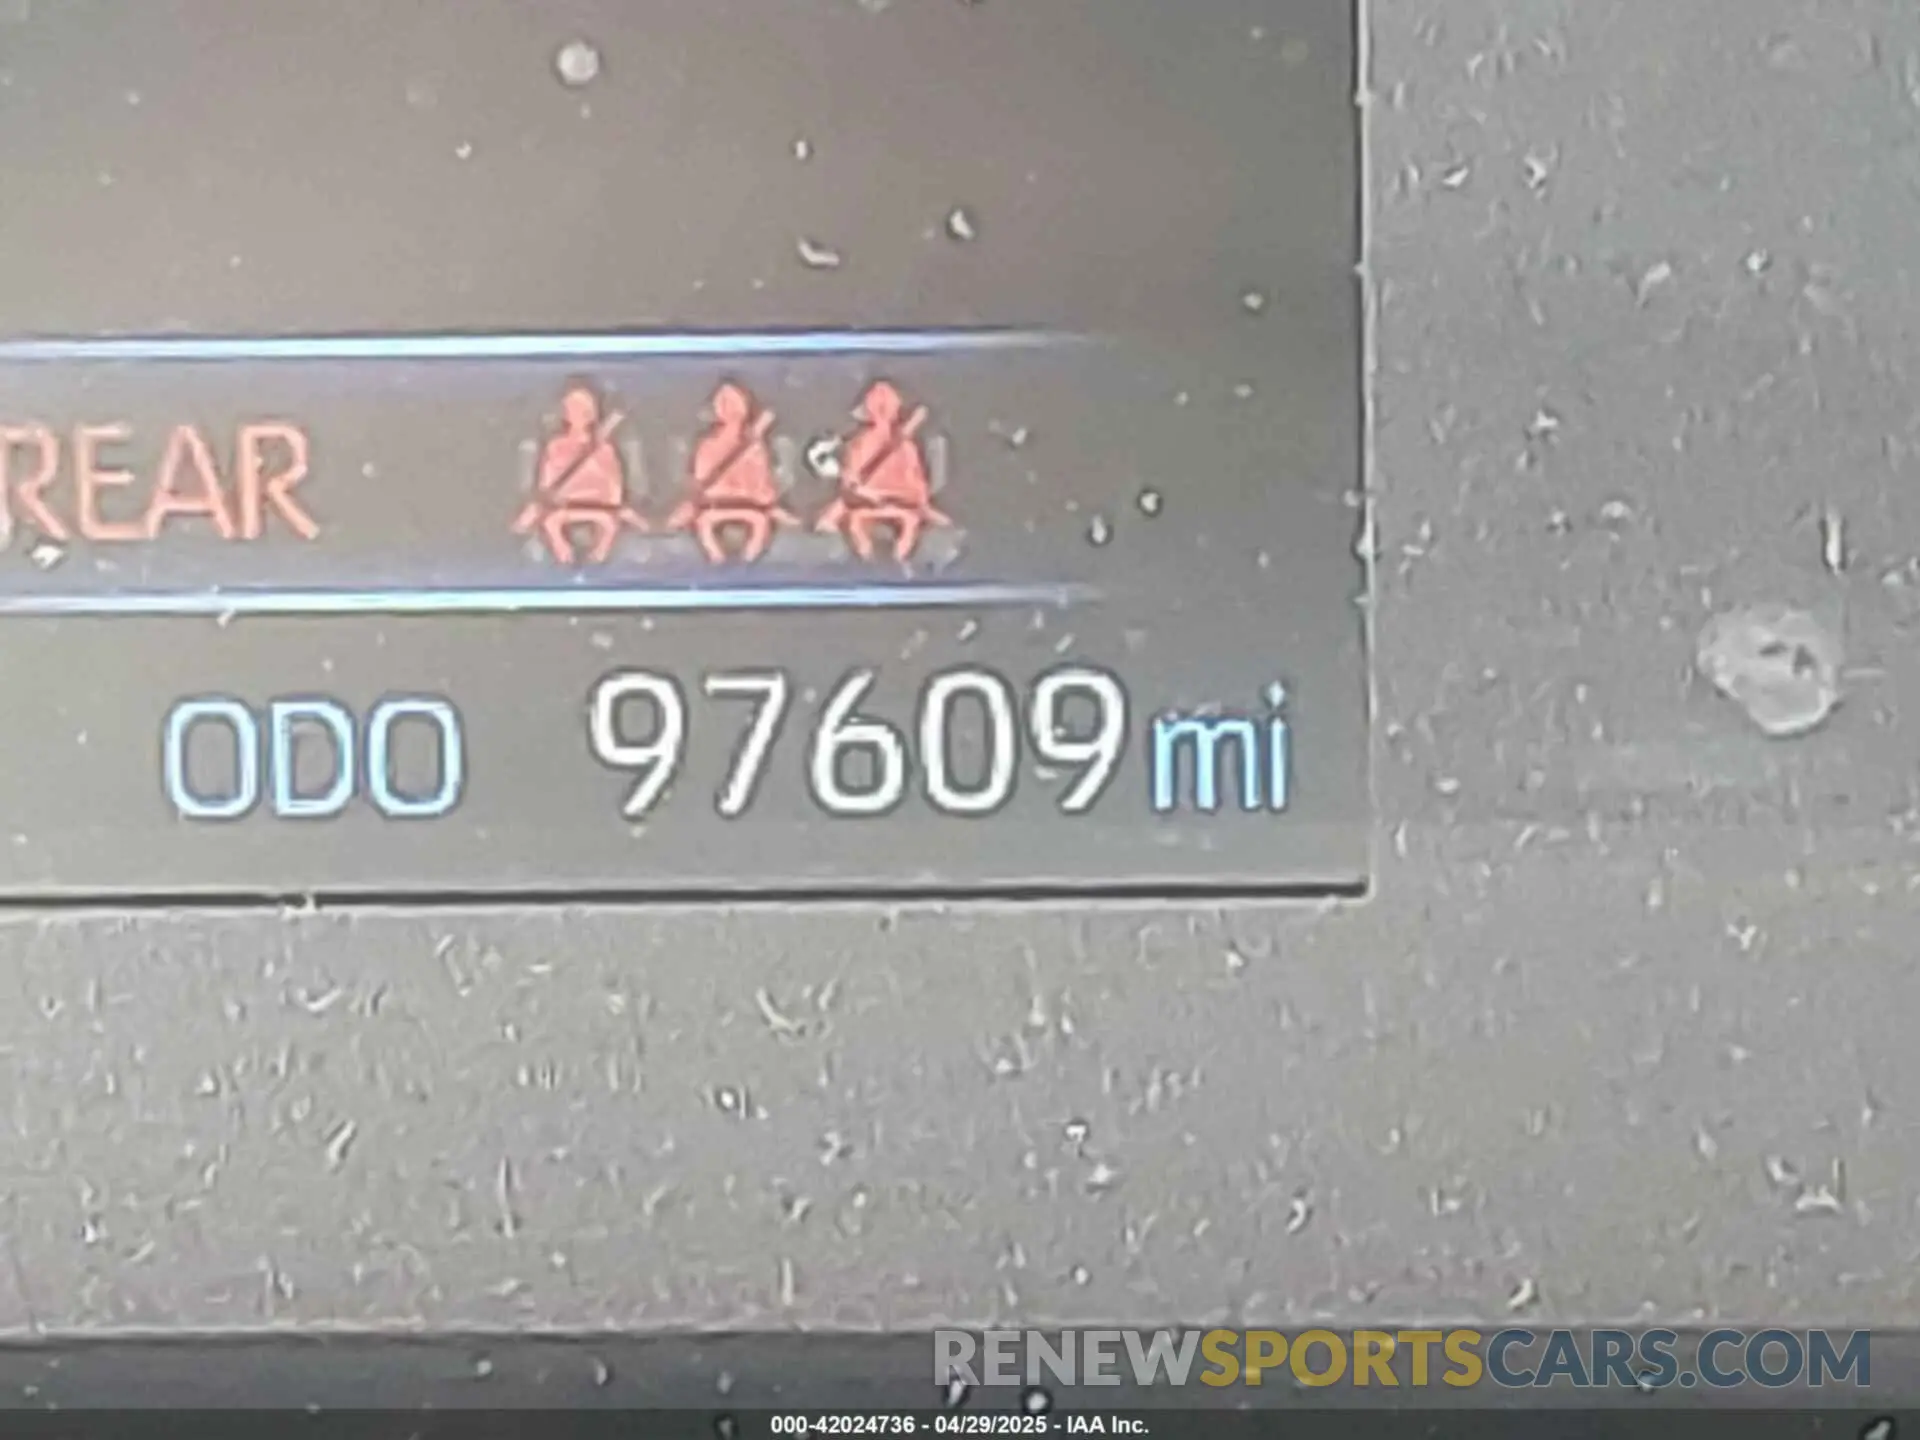 REAR
ODO 97609 mi
RENEWSPORTSCARS.COM
000-42024736 - 04/29/2025 - IAA Inc.